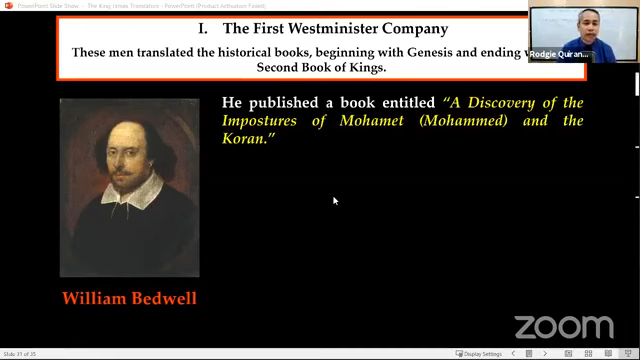 PowerPoint Slide Show - The King James Translators - PowerPoint (Product Activation Failed)
I. The First Westminister Company
These men translated the historical books, beginning with Genesis and ending
Second Book of Kings.
Rodgie Quiran...
He published a book entitled "A Discovery of the
Impostures of Mohamet (Mohammed) and the
Koran."
William Bedwell
zoom
Slide 31 of 35
Display Settings